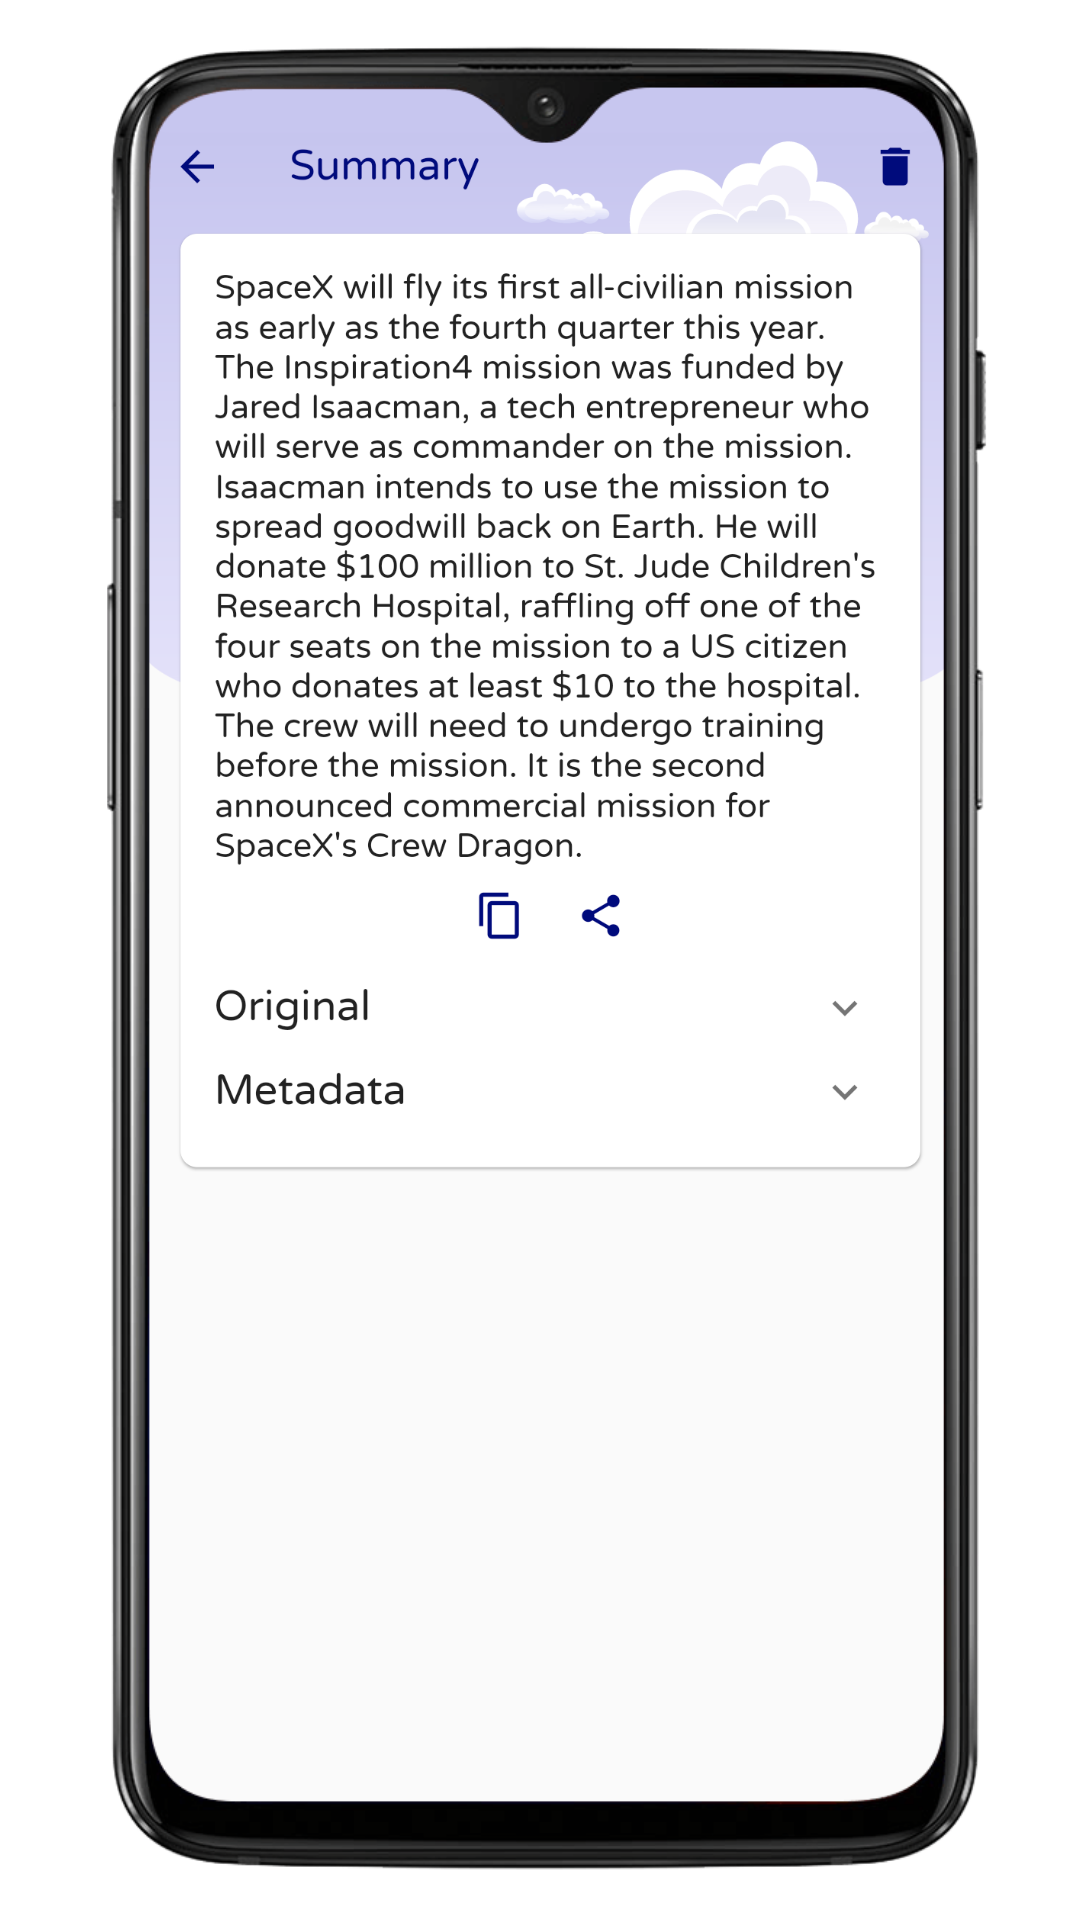 Summary
SpaceX will fly its first all-civilian mission
as early as the fourth quarter this year.
The Inspiration4 mission was funded by
Jared Isaacman, a tech entrepreneur who
will serve as commander on the mission.
Isaacman intends to use the mission to
spread goodwill back on Earth. He will
donate $100 million to St. Jude Children's
Research Hospital, raffling off one of the
four seats on the mission to a US citizen
who donates at least $10 to the hospital.
The crew will need to undergo training
before the mission. It is the second
announced commercial mission for
SpaceX's Crew Dragon.
Original
Metadata